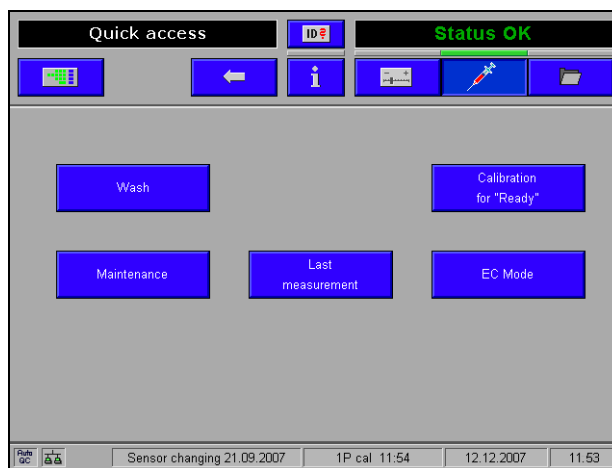 Quick access
ID?
Status OK
i
Wash
Calibration
for "Ready"
Maintenance
Last
measurement
EC Mode
Auto
QC
Sensor changing 21.09.2007
1P cal 11:54
12.12.2007
11.53